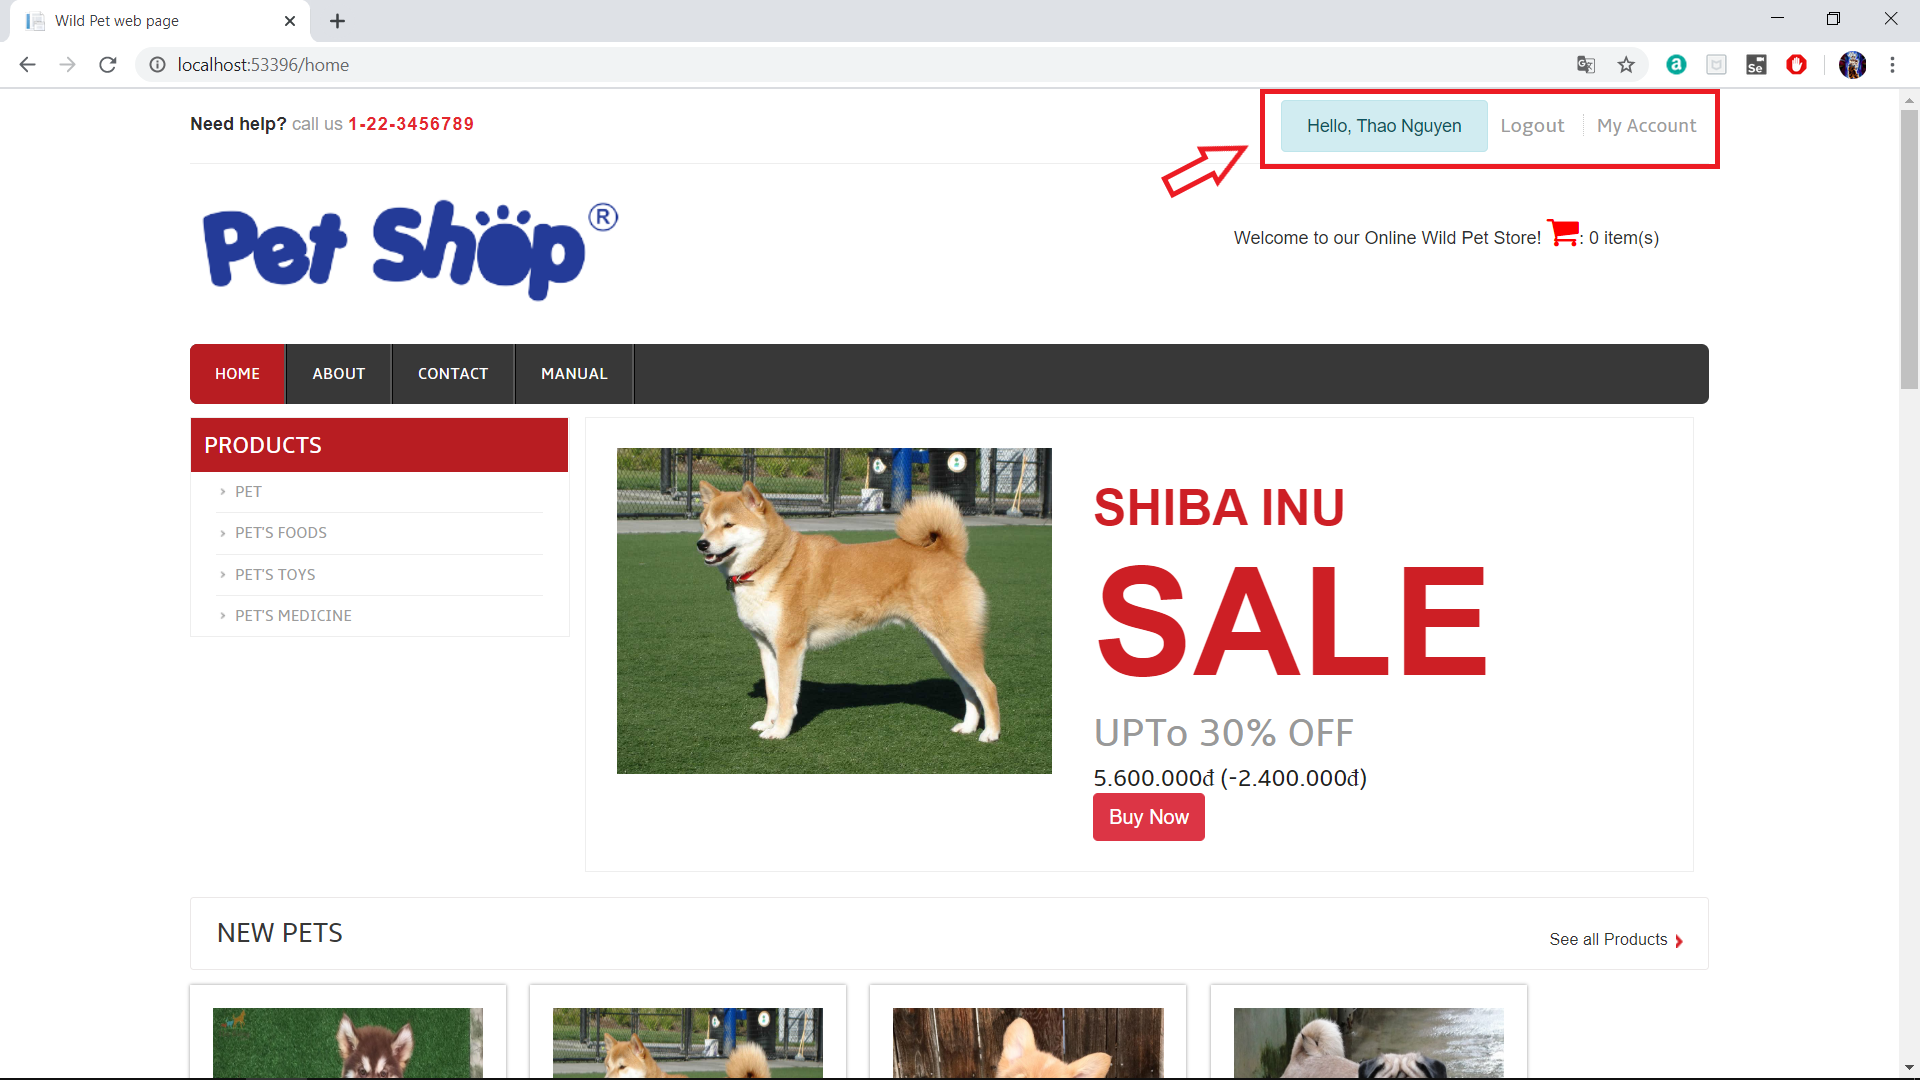 Wild Pet web page
localhost:53396/home
Need help? call us 1-22-3456789
Hello, Thao Nguyen
Logout
My Account
Pet Shop ®
Welcome to our Online Wild Pet Store! : 0 item(s)
HOME
ABOUT
CONTACT
MANUAL
PRODUCTS
PET
PET'S FOODS
PET'S TOYS
PET'S MEDICINE
SHIBA INU
SALE
UPTo 30% OFF
5.600.000đ (-2.400.000đ)
Buy Now
NEW PETS
See all Products